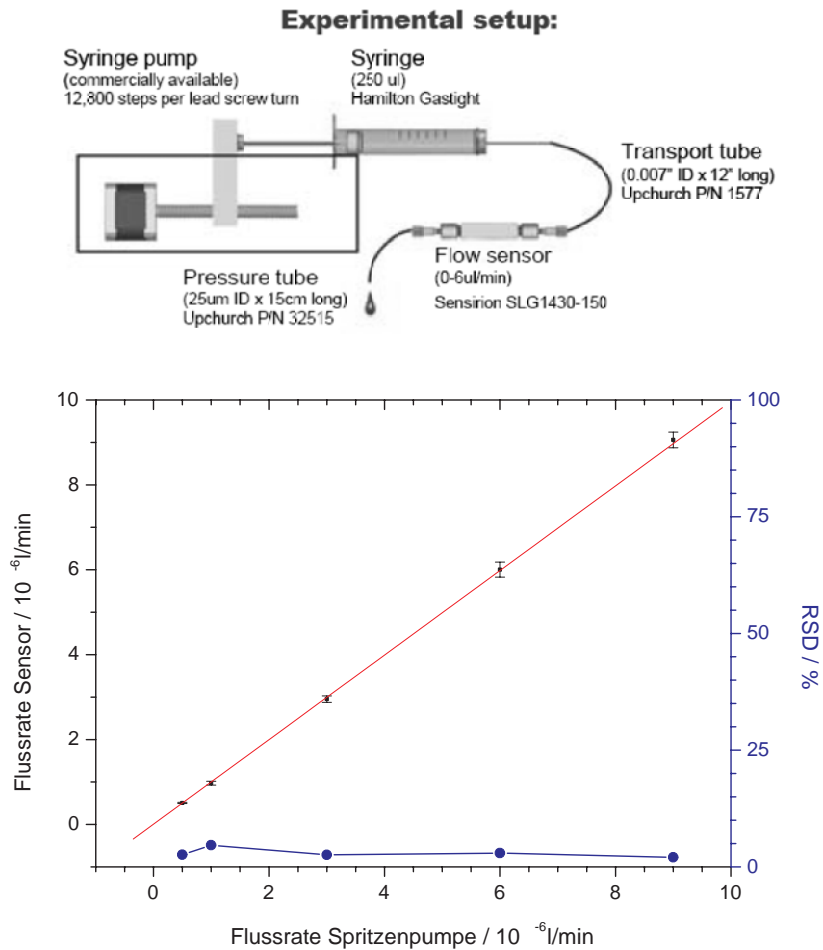 Experimental setup:
Syringe pump
(commercially available)
12,800 steps per lead screw turn
Syringe
(250 ul)
Hamilton Gastight
Transport tube
(0.007" ID x 12" long)
Upchurch P/N 1577
Flow sensor
(0-6ul/min)
Sensirion SLG1430-150
Pressure tube
(25um ID x 15cm long)
Upchurch P/N 32515
Flussrate Sensor / 10 -6l/min
10
8
6
4
2
0
100
75
50
25
0
RSD / %
0 2 4 6 8 10
Flussrate Spritzenpumpe / 10 -6l/min